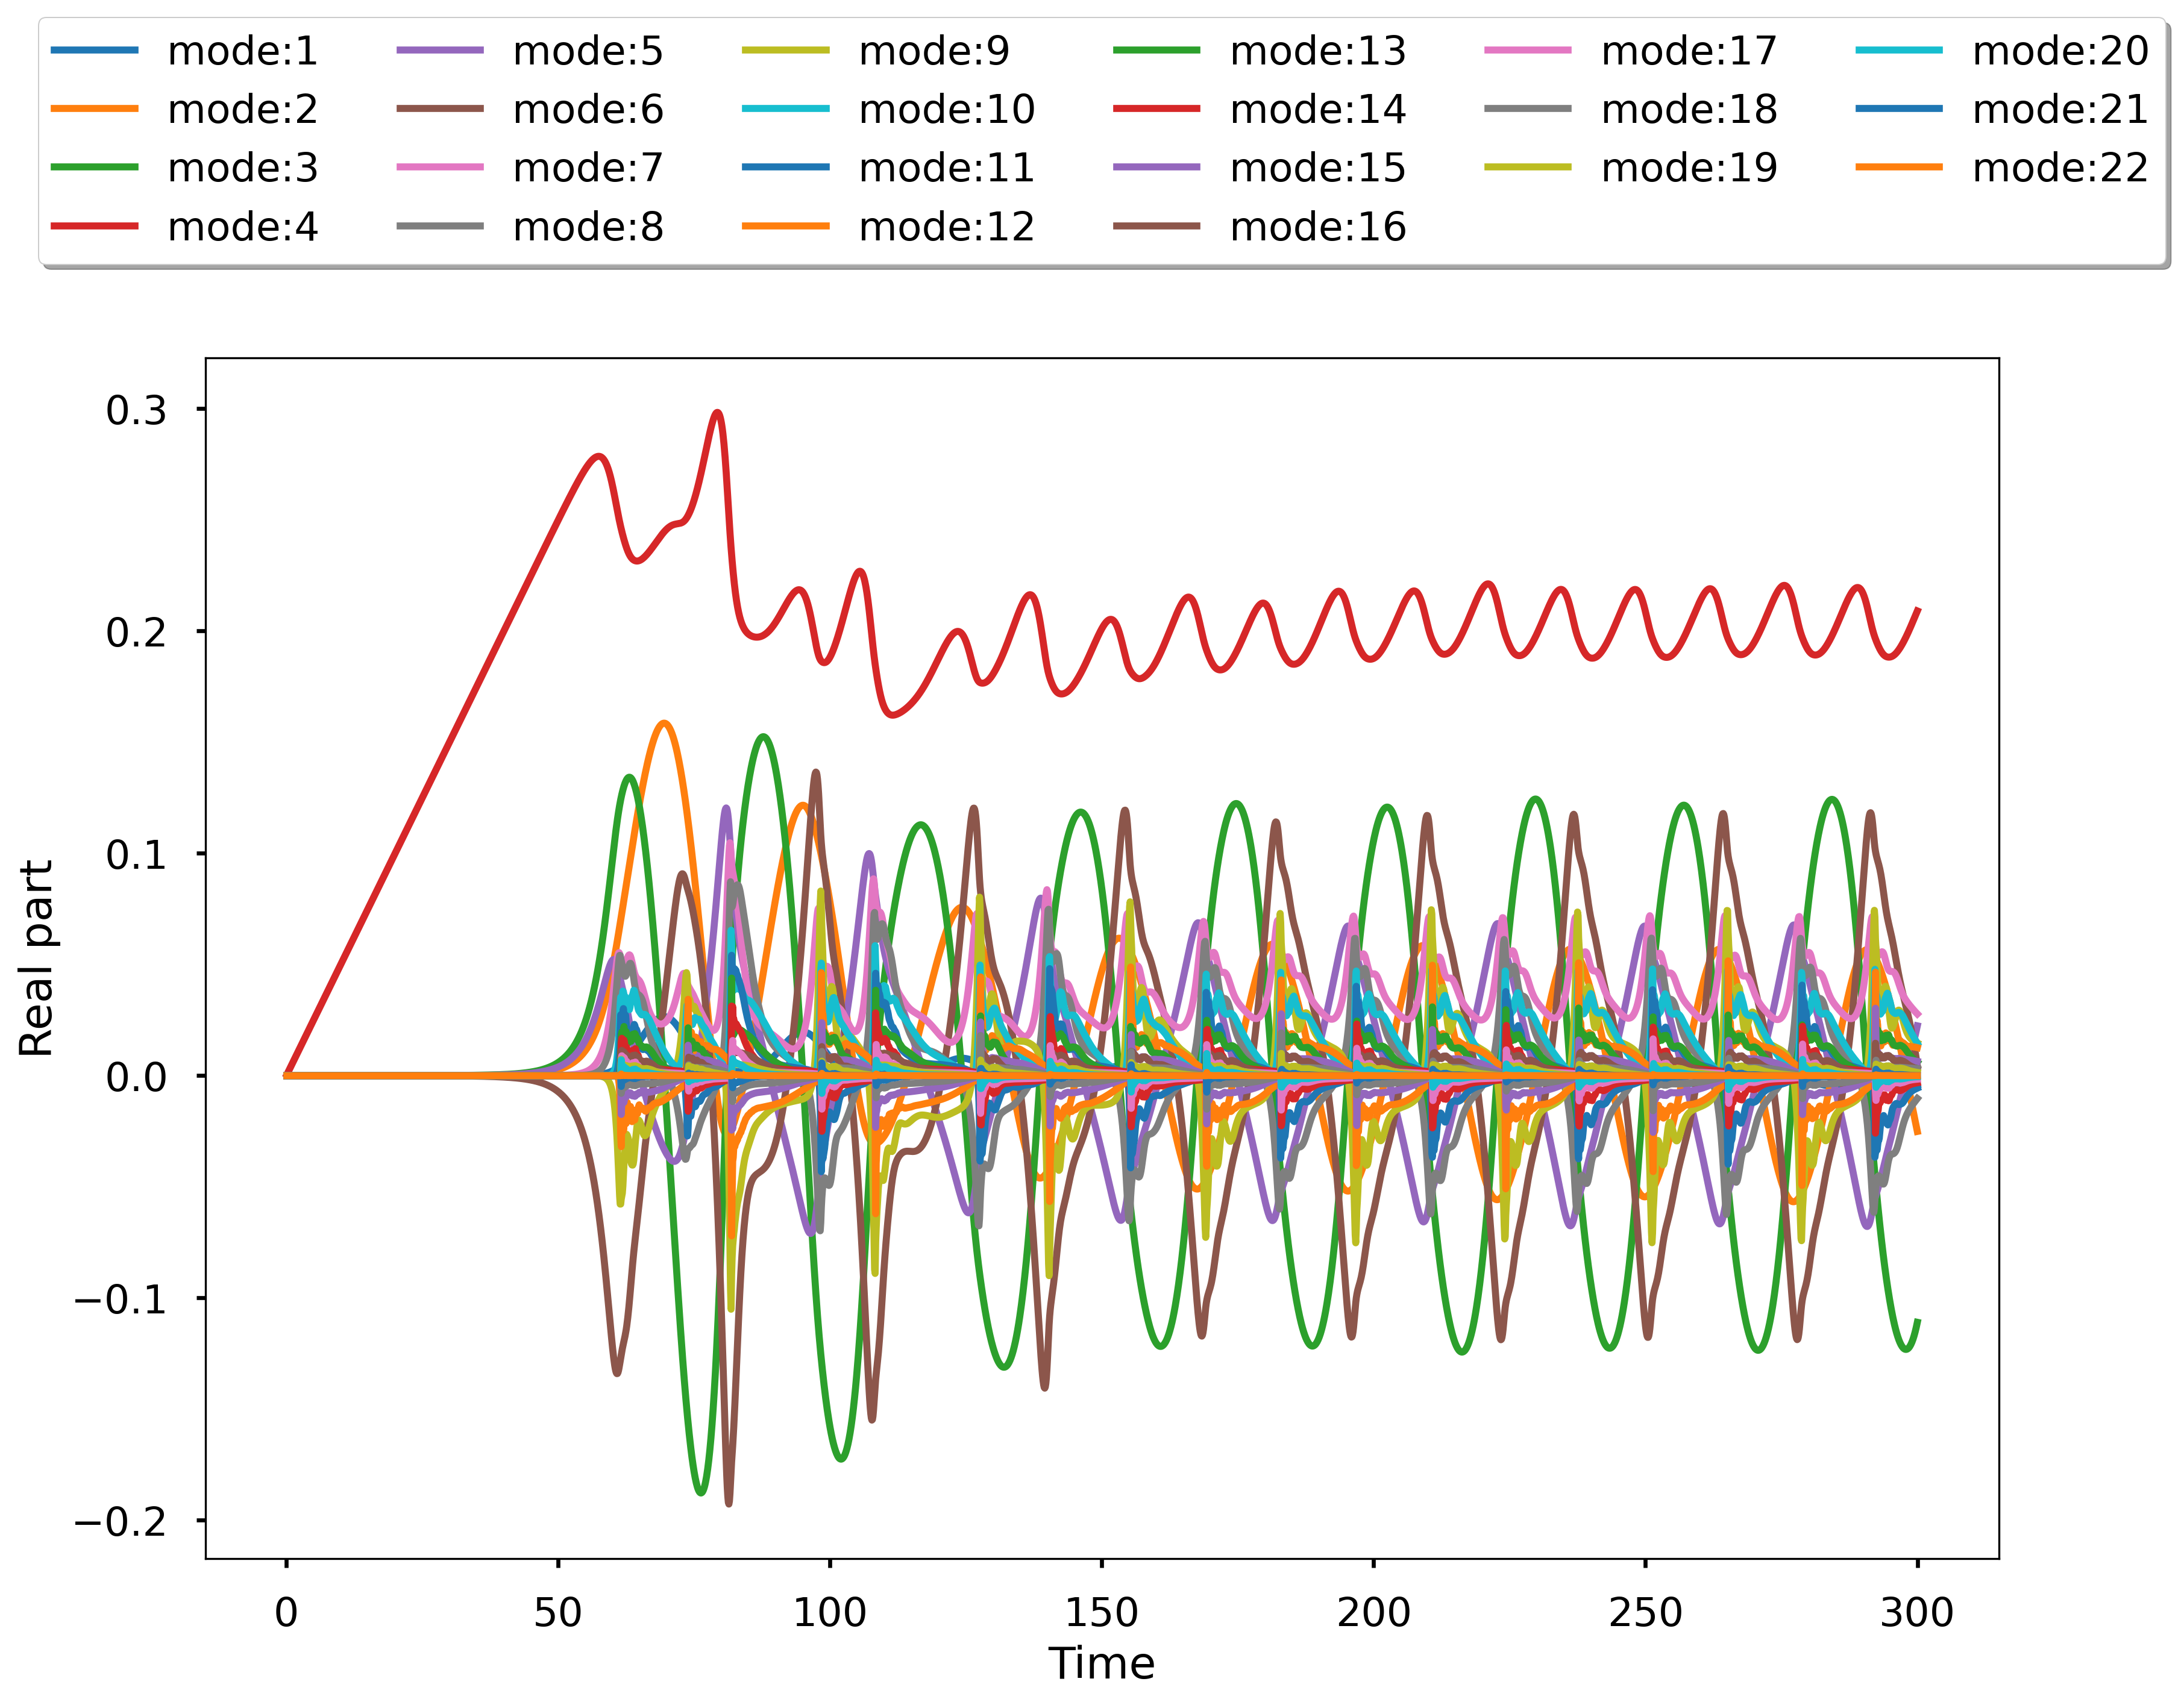 mode:1 mode:5 mode:9 mode:13 mode:17 mode:20
mode:2 mode:6 mode:10 mode:14 mode:18 mode:21
mode:3 mode:7 mode:11 mode:15 mode:19 mode:22
mode:4 mode:8 mode:12 mode:16
0.3
0.2
0.1
0.0
−0.1
−0.2
Real part
0 50 100 150 200 250 300
Time